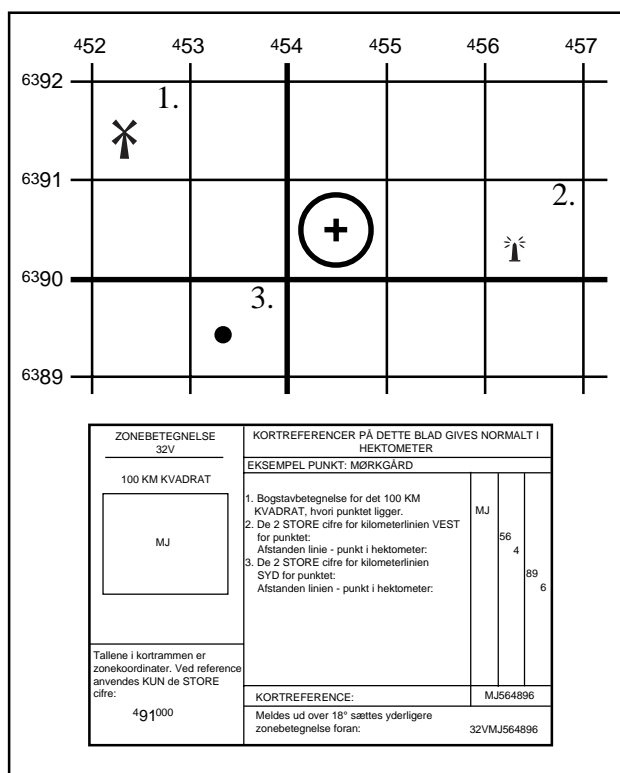 452 453 454 455 456 457
6392
1.
6391
2.
6390
3.
6389
ZONEBETEGNELSE
32V
100 KM KVADRAT
MJ
Tallene i kortrammen er
zonekoordinater. Ved reference
anvendes KUN de STORE
cifre:
491000
KORTREFERENCER PÅ DETTE BLAD GIVES NORMALT I
HEKTOMETER
EKSEMPEL PUNKT: MØRKGÅRD
1. Bogstavbetegnelse for det 100 KM
KVADRAT, hvori punktet ligger. MJ
2. De 2 STORE cifre for kilometerlinien VEST
for punktet: 56
Afstanden linie - punkt i hektometer: 4
3. De 2 STORE cifre for kilometerlinien
SYD for punktet: 89
Afstanden linien - punkt i hektometer: 6
KORTREFERENCE: MJ564896
Meldes ud over 18° sættes yderligere
zonebetegnelse foran: 32VMJ564896